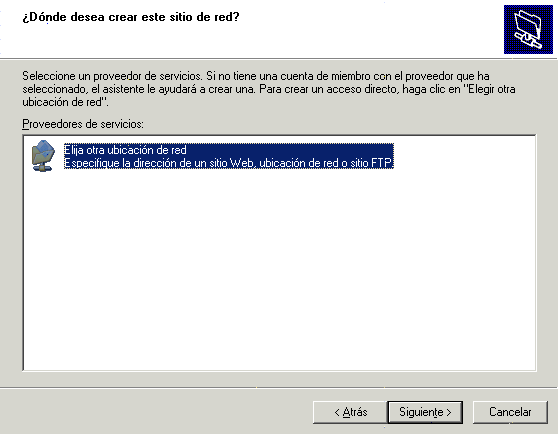 ¿Dónde desea crear este sitio de red?
Seleccione un proveedor de servicios. Si no tiene una cuenta de miembro con el proveedor que ha
seleccionado, el asistente le ayudará a crear una. Para crear un acceso directo, haga clic en "Elegir otra
ubicación de red".
Proveedores de servicios:
Elija otra ubicación de red
Especifique la dirección de un sitio Web, ubicación de red o sitio FTP.
< Atrás
Siguiente >
Cancelar